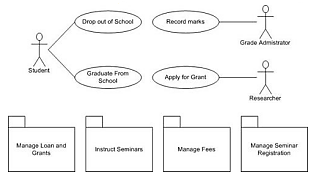 Drop out of School
Record marks
Grade Admistrator
Student
Graduate From
School
Apply for Grant
Researcher
Manage Loan and
Grants
Instruct Seminars
Manage Fees
Manage Seminar
Registration